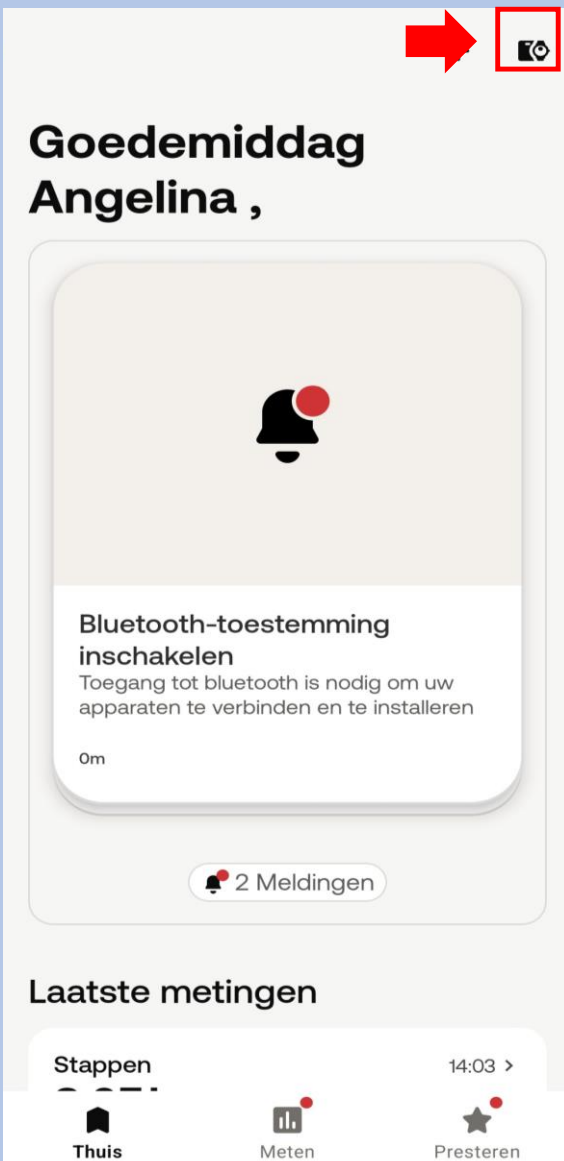 Goedemiddag
Angelina ,
Bluetooth-toestemming
inschakelen
Toegang tot bluetooth is nodig om uw
apparaten te verbinden en te installeren
0m
2 Meldingen
Laatste metingen
Stappen 14:03 >
Thuis Meten Presteren